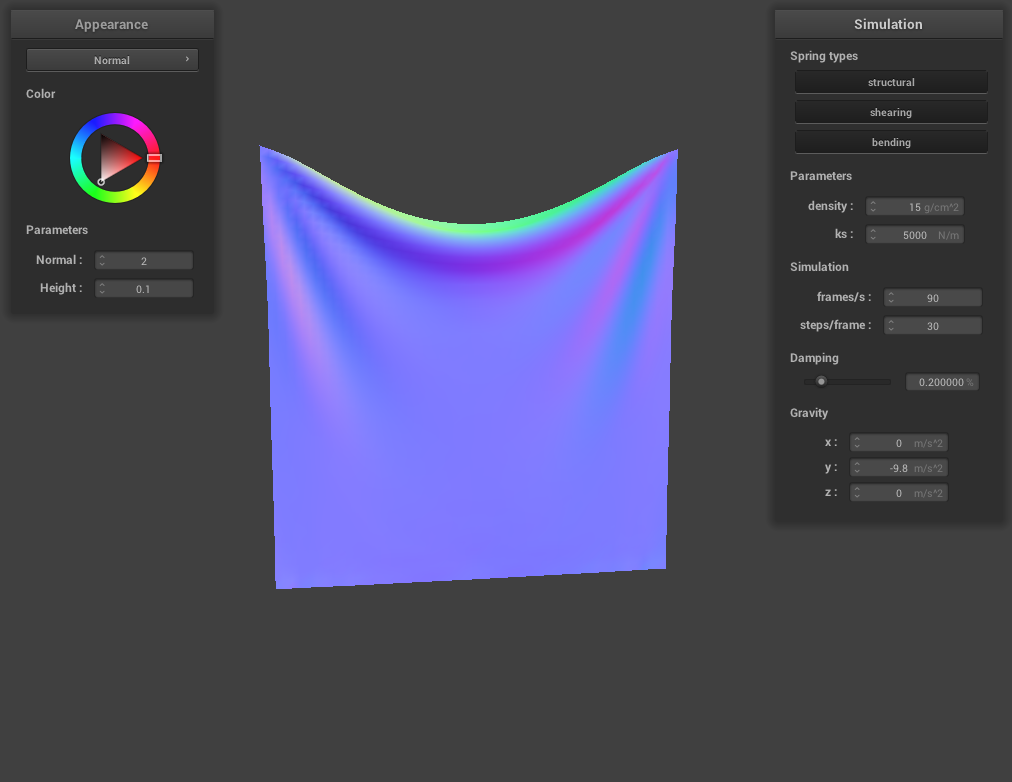 Appearance
Normal ›
Color
Parameters
Normal : 2
Height : 0.1
Simulation
Spring types
structural
shearing
bending
Parameters
density : 15 g/cm^2
ks : 5000 N/m
Simulation
frames/s : 90
steps/frame : 30
Damping
0.200000 %
Gravity
x : 0 m/s^2
y : -9.8 m/s^2
z : 0 m/s^2